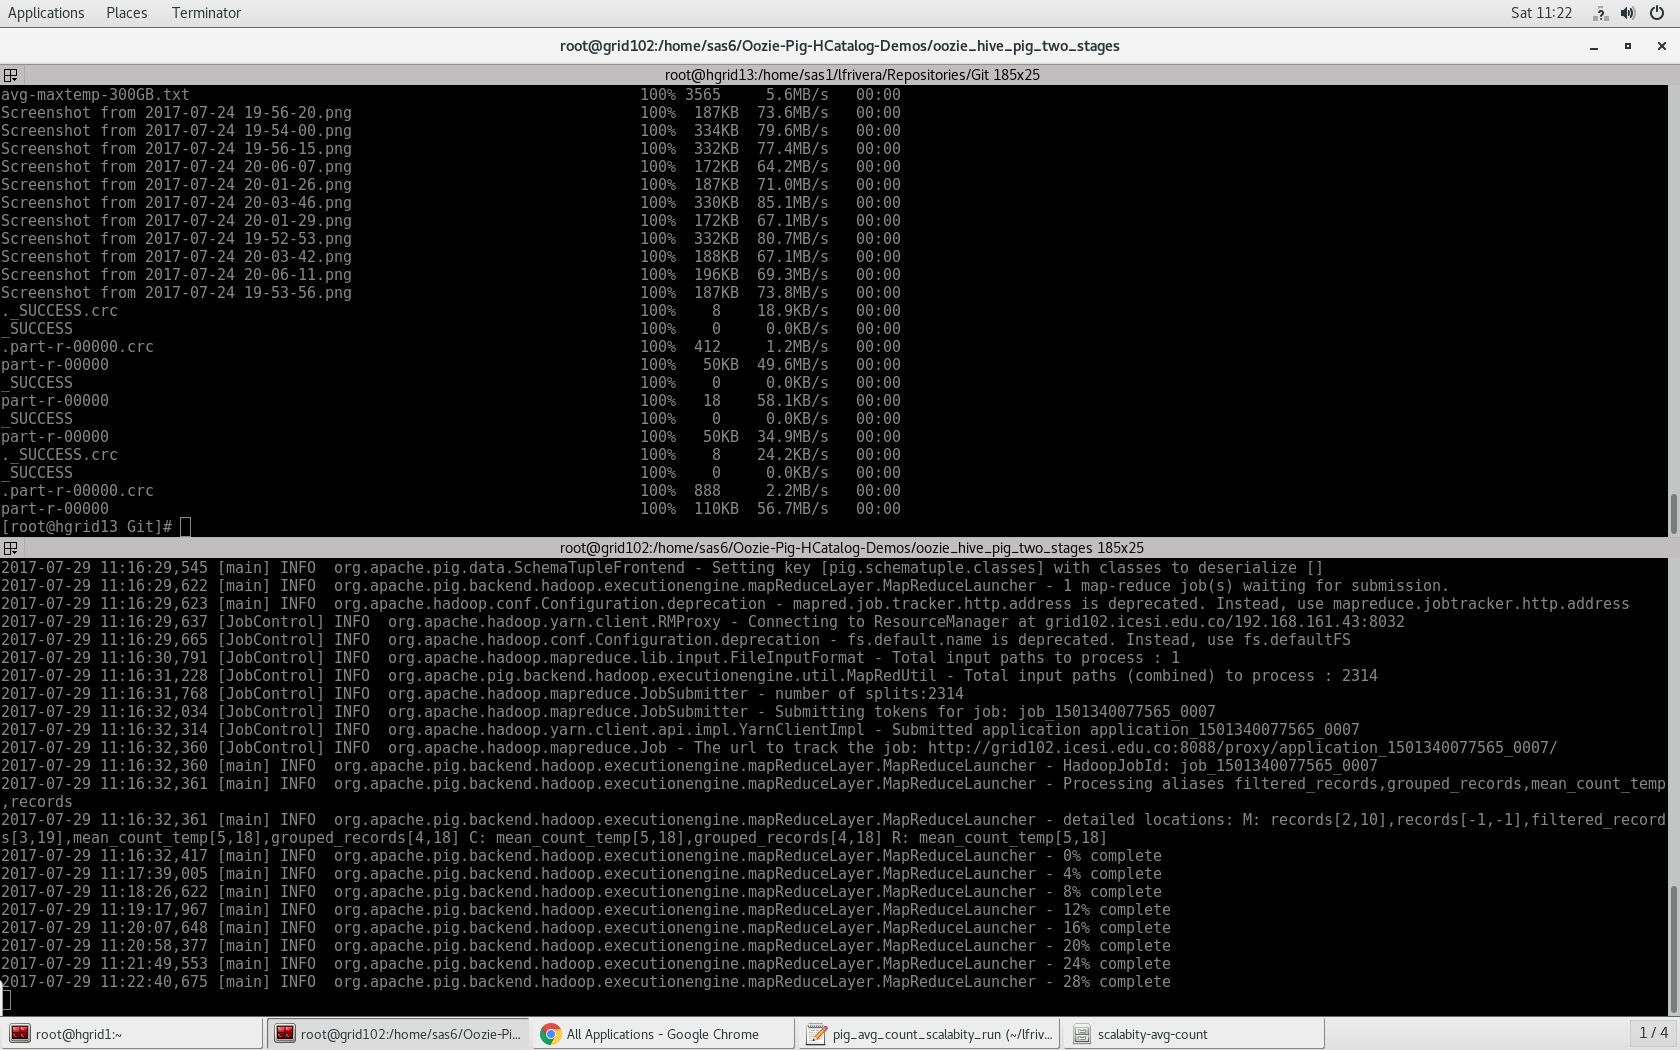 Applications Places Terminator Sat 11:22
root@grid102:/home/sas6/Oozie-Pig-HCatalog-Demos/oozie_hive_pig_two_stages
root@hgrid13:/home/sas1/lfrivera/Repositories/Git 185x25
avg-maxtemp-300GB.txt 100% 3565 5.6MB/s 00:00
Screenshot from 2017-07-24 19-56-20.png 100% 187KB 73.6MB/s 00:00
Screenshot from 2017-07-24 19-54-00.png 100% 334KB 79.6MB/s 00:00
Screenshot from 2017-07-24 19-56-15.png 100% 332KB 77.4MB/s 00:00
Screenshot from 2017-07-24 20-06-07.png 100% 172KB 64.2MB/s 00:00
Screenshot from 2017-07-24 20-01-26.png 100% 187KB 71.0MB/s 00:00
Screenshot from 2017-07-24 20-03-46.png 100% 330KB 85.1MB/s 00:00
Screenshot from 2017-07-24 20-01-29.png 100% 172KB 67.1MB/s 00:00
Screenshot from 2017-07-24 19-52-53.png 100% 332KB 80.7MB/s 00:00
Screenshot from 2017-07-24 20-03-42.png 100% 188KB 67.1MB/s 00:00
Screenshot from 2017-07-24 20-06-11.png 100% 196KB 69.3MB/s 00:00
Screenshot from 2017-07-24 19-53-56.png 100% 187KB 73.8MB/s 00:00
._SUCCESS.crc 100% 8 18.9KB/s 00:00
_SUCCESS 100% 0 0.0KB/s 00:00
.part-r-00000.crc 100% 412 1.2MB/s 00:00
part-r-00000 100% 50KB 49.6MB/s 00:00
_SUCCESS 100% 0 0.0KB/s 00:00
part-r-00000 100% 18 58.1KB/s 00:00
_SUCCESS 100% 0 0.0KB/s 00:00
part-r-00000 100% 50KB 34.9MB/s 00:00
._SUCCESS.crc 100% 8 24.2KB/s 00:00
_SUCCESS 100% 0 0.0KB/s 00:00
.part-r-00000.crc 100% 888 2.2MB/s 00:00
part-r-00000 100% 110KB 56.7MB/s 00:00
[root@hgrid13 Git]#
root@grid102:/home/sas6/Oozie-Pig-HCatalog-Demos/oozie_hive_pig_two_stages 185x25
2017-07-29 11:16:29,545 [main] INFO org.apache.pig.data.SchemaTupleFrontend - Setting key [pig.schematuple.classes] with classes to deserialize []
2017-07-29 11:16:29,622 [main] INFO org.apache.pig.backend.hadoop.executionengine.mapReduceLayer.MapReduceLauncher - 1 map-reduce job(s) waiting for submission.
2017-07-29 11:16:29,623 [main] INFO org.apache.hadoop.conf.Configuration.deprecation - mapred.job.tracker.http.address is deprecated. Instead, use mapreduce.jobtracker.http.address
2017-07-29 11:16:29,637 [JobControl] INFO org.apache.hadoop.yarn.client.RMProxy - Connecting to ResourceManager at grid102.icesi.edu.co/192.168.161.43:8032
2017-07-29 11:16:29,665 [JobControl] INFO org.apache.hadoop.conf.Configuration.deprecation - fs.default.name is deprecated. Instead, use fs.defaultFS
2017-07-29 11:16:30,791 [JobControl] INFO org.apache.hadoop.mapreduce.lib.input.FileInputFormat - Total input paths to process : 1
2017-07-29 11:16:31,228 [JobControl] INFO org.apache.pig.backend.hadoop.executionengine.util.MapRedUtil - Total input paths (combined) to process : 2314
2017-07-29 11:16:31,768 [JobControl] INFO org.apache.hadoop.mapreduce.JobSubmitter - number of splits:2314
2017-07-29 11:16:32,034 [JobControl] INFO org.apache.hadoop.mapreduce.JobSubmitter - Submitting tokens for job: job_1501340077565_0007
2017-07-29 11:16:32,314 [JobControl] INFO org.apache.hadoop.yarn.client.api.impl.YarnClientImpl - Submitted application application_1501340077565_0007
2017-07-29 11:16:32,360 [JobControl] INFO org.apache.hadoop.mapreduce.Job - The url to track the job: http://grid102.icesi.edu.co:8088/proxy/application_1501340077565_0007/
2017-07-29 11:16:32,360 [main] INFO org.apache.pig.backend.hadoop.executionengine.mapReduceLayer.MapReduceLauncher - HadoopJobId: job_1501340077565_0007
2017-07-29 11:16:32,361 [main] INFO org.apache.pig.backend.hadoop.executionengine.mapReduceLayer.MapReduceLauncher - Processing aliases filtered_records,grouped_records,mean_count_temp
,records
2017-07-29 11:16:32,361 [main] INFO org.apache.pig.backend.hadoop.executionengine.mapReduceLayer.MapReduceLauncher - detailed locations: M: records[2,10],records[-1,-1],filtered_record
s[3,19],mean_count_temp[5,18],grouped_records[4,18] C: mean_count_temp[5,18],grouped_records[4,18] R: mean_count_temp[5,18]
2017-07-29 11:16:32,417 [main] INFO org.apache.pig.backend.hadoop.executionengine.mapReduceLayer.MapReduceLauncher - 0% complete
2017-07-29 11:17:39,005 [main] INFO org.apache.pig.backend.hadoop.executionengine.mapReduceLayer.MapReduceLauncher - 4% complete
2017-07-29 11:18:26,622 [main] INFO org.apache.pig.backend.hadoop.executionengine.mapReduceLayer.MapReduceLauncher - 8% complete
2017-07-29 11:19:17,967 [main] INFO org.apache.pig.backend.hadoop.executionengine.mapReduceLayer.MapReduceLauncher - 12% complete
2017-07-29 11:20:07,648 [main] INFO org.apache.pig.backend.hadoop.executionengine.mapReduceLayer.MapReduceLauncher - 16% complete
2017-07-29 11:20:58,377 [main] INFO org.apache.pig.backend.hadoop.executionengine.mapReduceLayer.MapReduceLauncher - 20% complete
2017-07-29 11:21:49,553 [main] INFO org.apache.pig.backend.hadoop.executionengine.mapReduceLayer.MapReduceLauncher - 24% complete
2017-07-29 11:22:40,675 [main] INFO org.apache.pig.backend.hadoop.executionengine.mapReduceLayer.MapReduceLauncher - 28% complete
root@hgrid1:~ root@grid102:/home/sas6/Oozie-Pi... All Applications - Google Chrome pig_avg_count_scalabity_run (~/lfriv... scalabity-avg-count 1 / 4